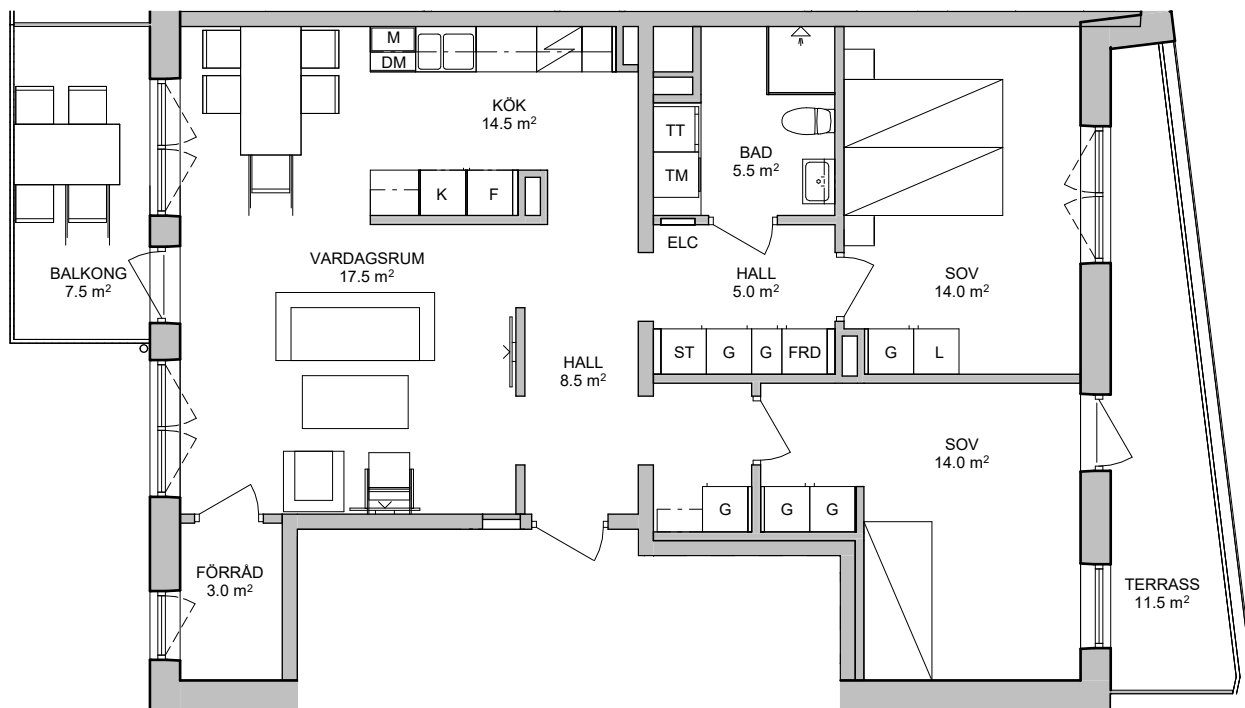 M
DM
KÖK
14.5 m²
TT
TM
BAD
5.5 m²
K F
ELC
BALKONG
7.5 m²
VARDAGSRUM
17.5 m²
HALL
5.0 m²
SOV
14.0 m²
ST G G FRD
G L
HALL
8.5 m²
SOV
14.0 m²
G G G
FÖRRÅD
3.0 m²
TERRASS
11.5 m²